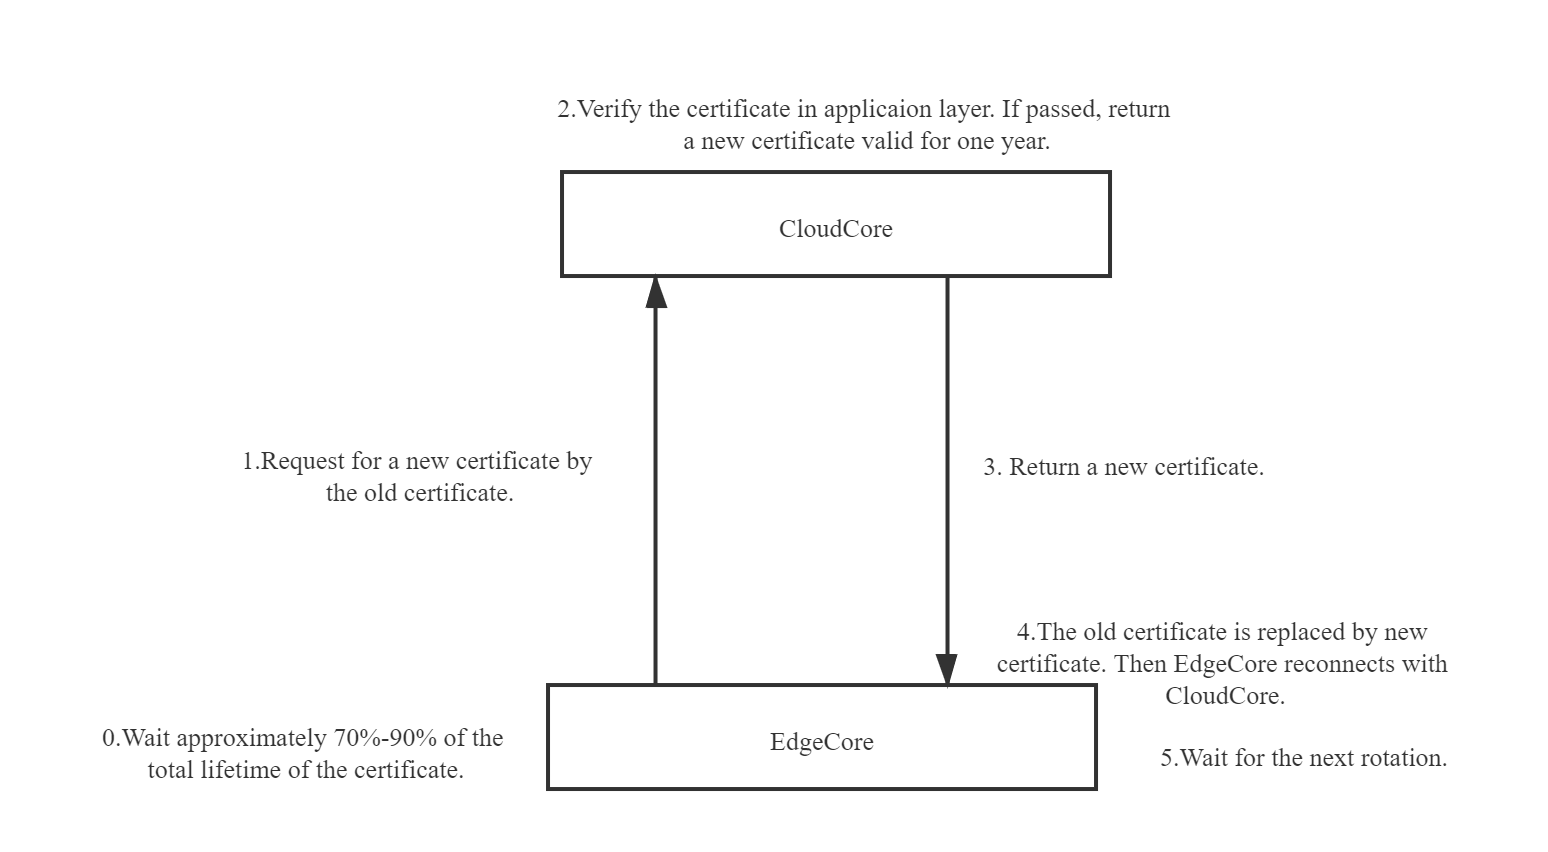 2.Verify the certificate in applicaion layer. If passed, return
a new certificate valid for one year.
CloudCore
1.Request for a new certificate by
the old certificate.
3. Return a new certificate.
4.The old certificate is replaced by new
certificate. Then EdgeCore reconnects with
CloudCore.
0.Wait approximately 70%-90% of the
total lifetime of the certificate.
EdgeCore
5.Wait for the next rotation.